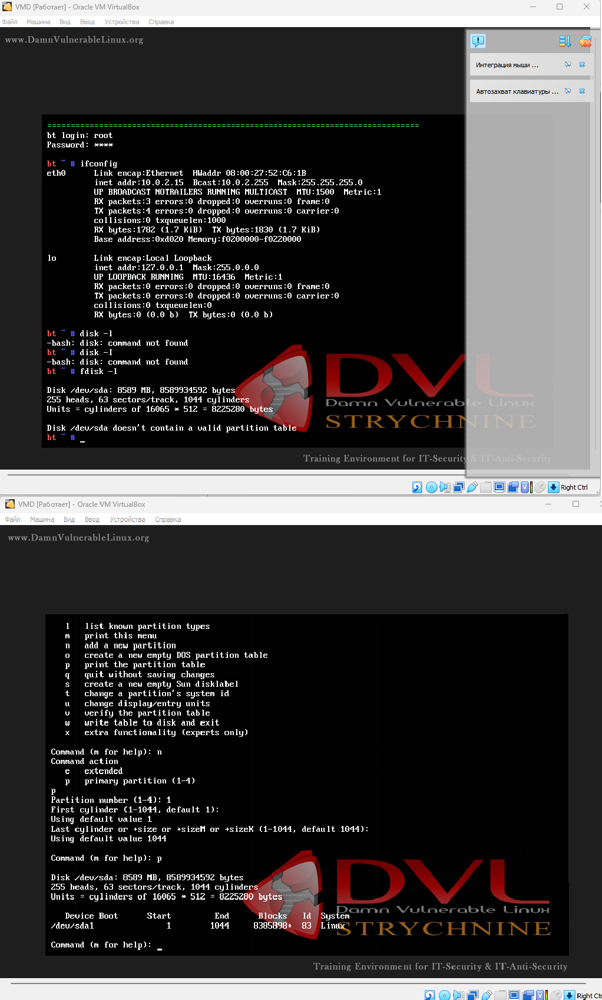 VMD [Работает] - Oracle VM VirtualBox
Файл Машина Вид Ввод Устройства Справка
www.DamnVulnerableLinux.org
Интеграция мыши ...
Автозахват клавиатуры ...
===============================================================================
bt login: root
Password: ****
bt ~ # ifconfig
eth0 Link encap:Ethernet HWaddr 08:00:27:52:C6:1B
inet addr:10.0.2.15 Bcast:10.0.2.255 Mask:255.255.255.0
UP BROADCAST NOTRAILERS RUNNING MULTICAST MTU:1500 Metric:1
RX packets:3 errors:0 dropped:0 overruns:0 frame:0
TX packets:4 errors:0 dropped:0 overruns:0 carrier:0
collisions:0 txqueuelen:1000
RX bytes:1782 (1.7 KiB) TX bytes:1830 (1.7 KiB)
Base address:0xd020 Memory:f0200000-f0220000
lo Link encap:Local Loopback
inet addr:127.0.0.1 Mask:255.0.0.0
UP LOOPBACK RUNNING MTU:16436 Metric:1
RX packets:0 errors:0 dropped:0 overruns:0 frame:0
TX packets:0 errors:0 dropped:0 overruns:0 carrier:0
collisions:0 txqueuelen:0
RX bytes:0 (0.0 b) TX bytes:0 (0.0 b)
bt ~ # disk -l
-bash: disk: command not found
bt ~ # disk -I
-bash: disk: command not found
bt ~ # fdisk -l
Disk /dev/sda: 8589 MB, 8589934592 bytes
255 heads, 63 sectors/track, 1044 cylinders
Units = cylinders of 16065 * 512 = 8225280 bytes
Disk /dev/sda doesn't contain a valid partition table
bt ~ # _
DVL
Damn Vulnerable Linux
STRYCHNINE
Training Environment for IT-Security & IT-Anti-Security
Right Ctrl
VMD [Работает] - Oracle VM VirtualBox
Файл Машина Вид Ввод Устройства Справка
www.DamnVulnerableLinux.org
l list known partition types
m print this menu
n add a new partition
o create a new empty DOS partition table
p print the partition table
q quit without saving changes
s create a new empty Sun disklabel
t change a partition's system id
u change display/entry units
v verify the partition table
w write table to disk and exit
x extra functionality (experts only)
Command (m for help): n
Command action
e extended
p primary partition (1-4)
p
Partition number (1-4): 1
First cylinder (1-1044, default 1):
Using default value 1
Last cylinder or +size or +sizeM or +sizeK (1-1044, default 1044):
Using default value 1044
Command (m for help): p
Disk /dev/sda: 8589 MB, 8589934592 bytes
255 heads, 63 sectors/track, 1044 cylinders
Units = cylinders of 16065 * 512 = 8225280 bytes
Device Boot Start End Blocks Id System
/dev/sda1 1 1044 8385898+ 83 Linux
Command (m for help): _
DVL
Damn Vulnerable Linux
STRYCHNINE
Training Environment for IT-Security & IT-Anti-Security
Right Ctr